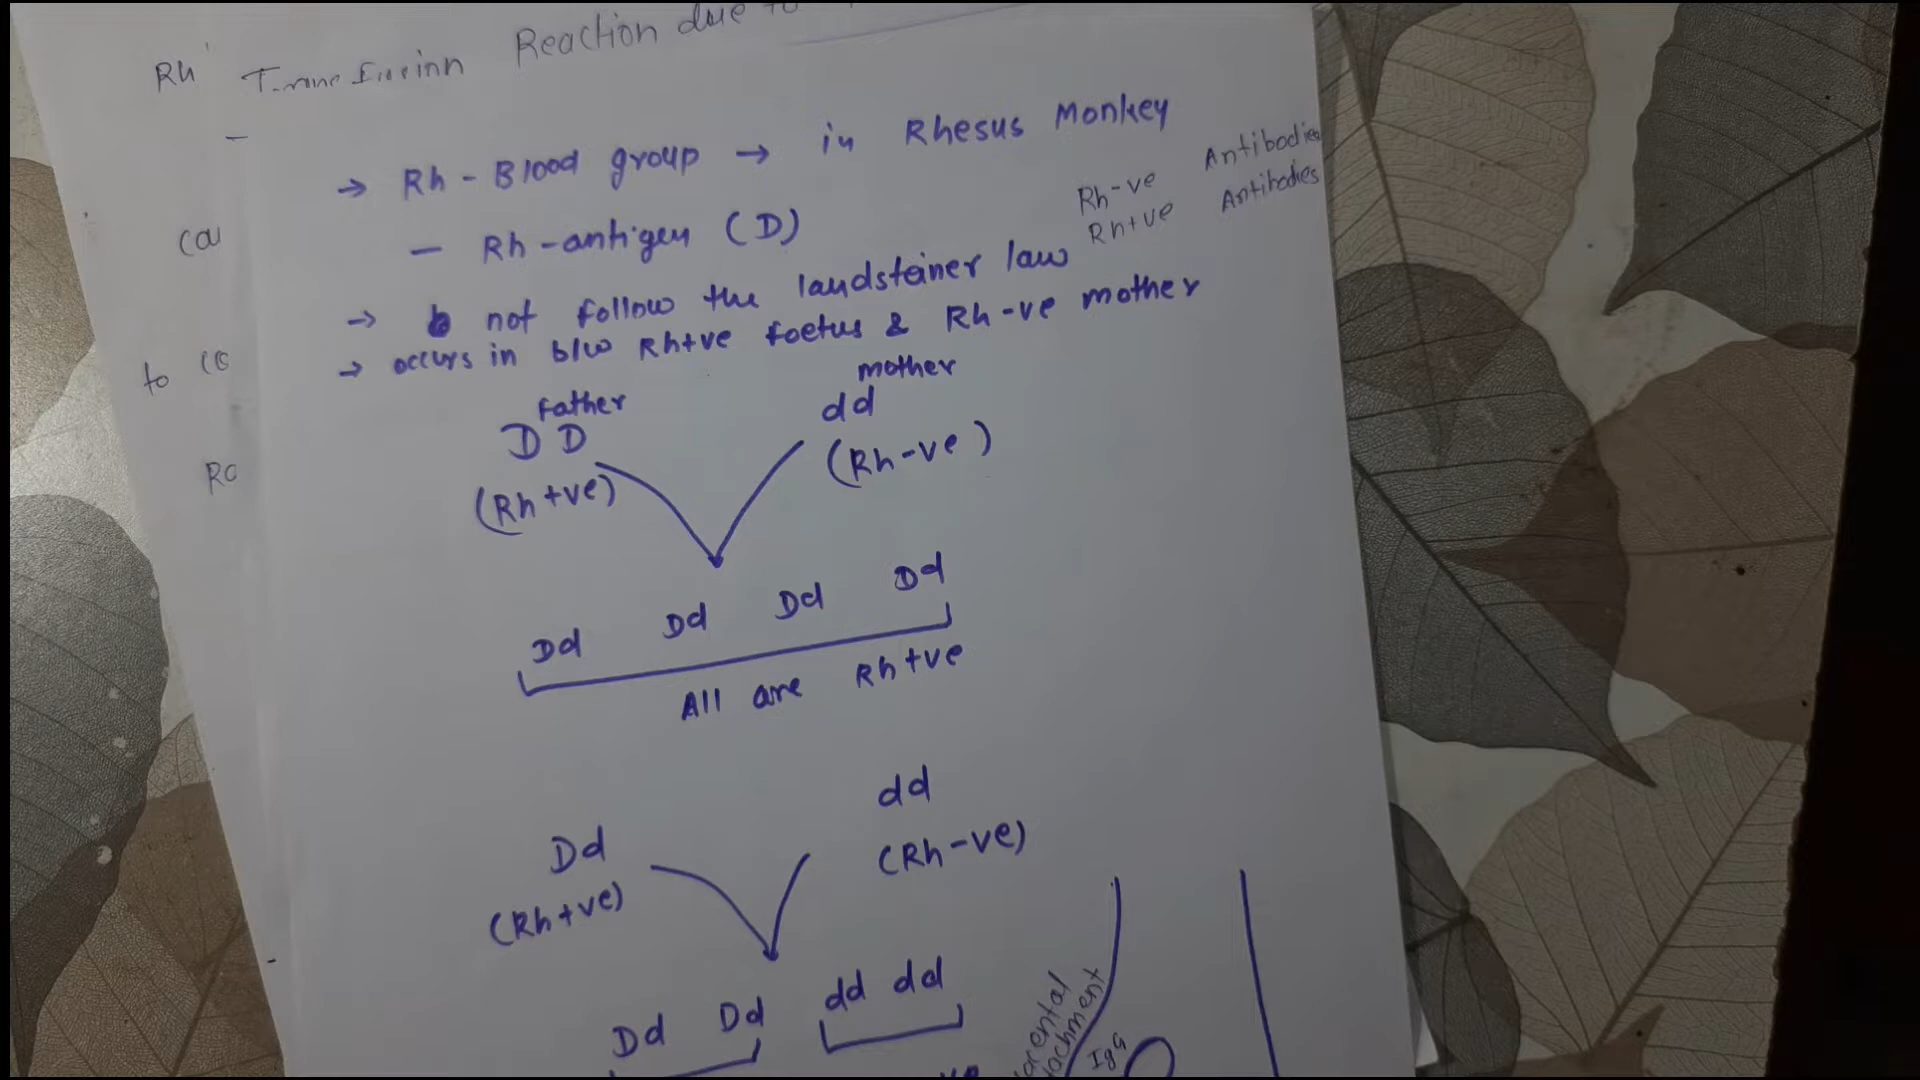 Rh Transfusion Reaction due to
→ Rh - Blood group → in Rhesus Monkey
- Rh - antigen (D)
Rh-ve Antibodies
Rh+ve Antibodies
→ not follow the landsteiner law
→ occurs in b/w Rh+ve foetus & Rh-ve mother
father mother
DD dd
(Rh +ve) (Rh -ve)
Dd Dd Dd Dd
All are Rh +ve
Dd dd
(Rh +ve) (Rh -ve)
Dd Dd dd dd
IgG